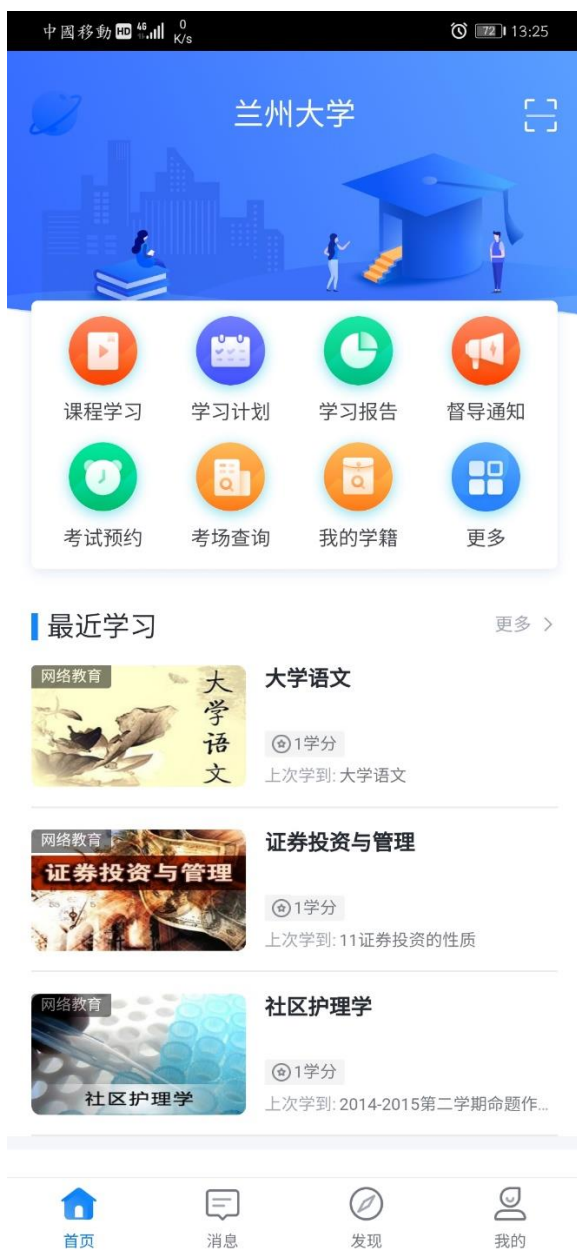 中國移動 HD 46 0 K/s 72 13:25
兰州大学
课程学习 学习计划 学习报告 督导通知
考试预约 考场查询 我的学籍 更多
最近学习 更多 >
网络教育
大学语文
大学语文
1学分
上次学到: 大学语文
网络教育
证券投资与管理
证券投资与管理
1学分
上次学到: 11证券投资的性质
网络教育
社区护理学
社区护理学
1学分
上次学到: 2014-2015第二学期命题作...
首页 消息 发现 我的